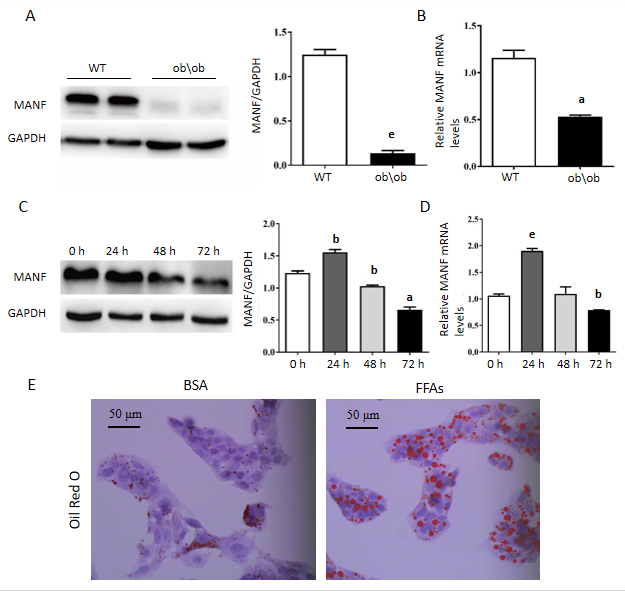 A
B
WT
ob\ob
MANF
GAPDH
MANF/GAPDH
1.5
1.0
0.5
0.0
e
WT
ob\ob
Relative MANF mRNA
levels
1.5
1.0
0.5
0.0
a
WT
ob\ob
C
D
0 h
24 h
48 h
72 h
MANF
GAPDH
MANF/GAPDH
2.0
1.5
1.0
0.5
0.0
b
b
a
0 h
24 h
48 h
72 h
Relative MANF mRNA
levels
2.5
2.0
1.5
1.0
0.5
0.0
e
b
0 h
24 h
48 h
72 h
E
BSA
FFAs
Oil Red O
50 μm
50 μm